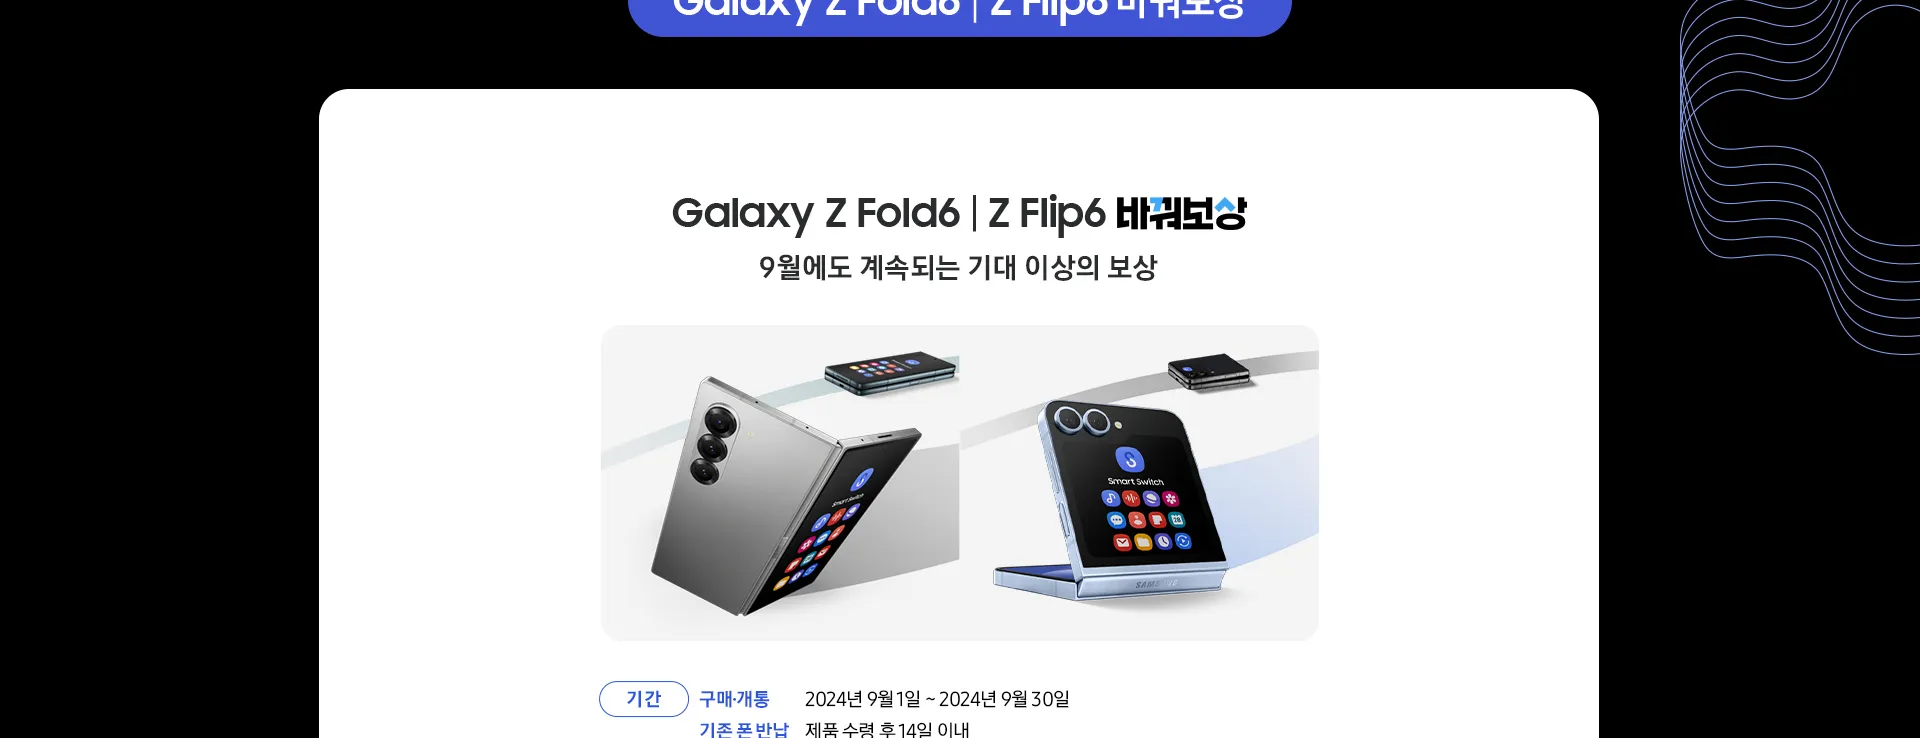 Galaxy Z Fold6 | Z Flip6 바꿔보상
Galaxy Z Fold6 | Z Flip6 바꿔보상
9월에도 계속되는 기대 이상의 보상
Smart Switch
Smart Switch
SAMSUNG
기간 구매·개통 2024년 9월 1일 ~ 2024년 9월 30일
기존 폰 반납 제품 수령 후 14일 이내